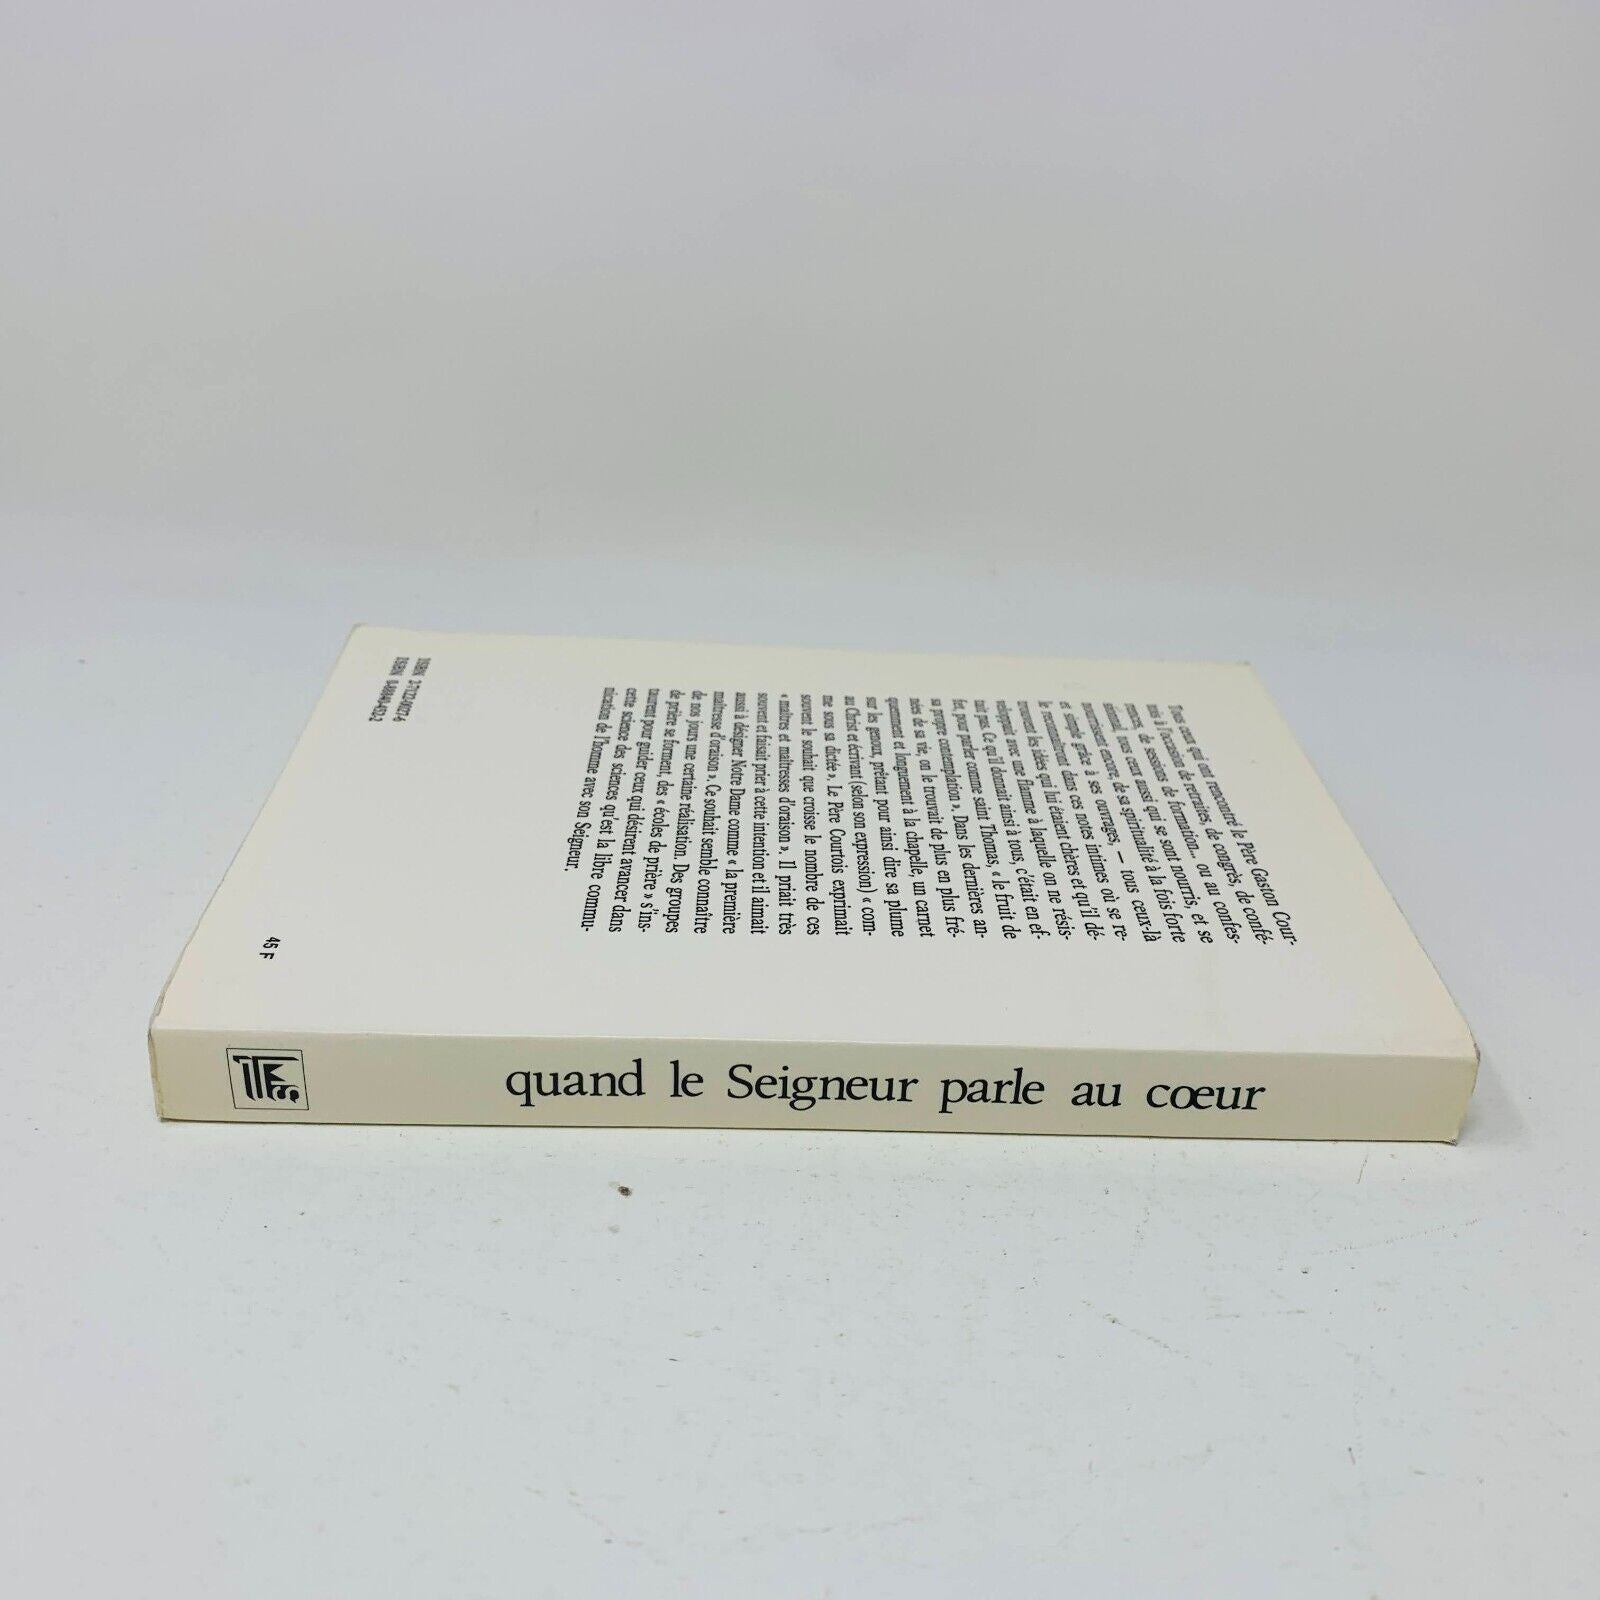 Tous ceux qui ont rencontré le Père Gaston Cour-
tois à l'occasion de retraites, de congrès, de confé-
rences, de sessions de formation... ou au confes-
sionnal, tous ceux aussi qui se sont nourris, et se
nourrissent encore, de sa spiritualité à la fois forte
et simple grâce à ses ouvrages, — tous ceux-là
le reconnaîtront dans ces notes intimes où se re-
trouvent les idées qui lui étaient chères et qu'il dé-
veloppait avec une flamme à laquelle on ne résis-
tait pas. Ce qu'il donnait ainsi à tous, c'était en ef-
fet, pour parler comme saint Thomas, « le fruit de
sa propre contemplation ». Dans les dernières an-
nées de sa vie, on le trouvait de plus en plus fré-
quemment et longuement à la chapelle, un carnet
sur les genoux, prêtant pour ainsi dire sa plume
au Christ et écrivant (selon son expression) « com-
me sous sa dictée ». Le Père Courtois exprimait
souvent le souhait que croisse le nombre de ces
« maîtres et maîtresses d'oraison ». Il priait très
souvent et faisait prier à cette intention et il aimait
aussi à désigner Notre Dame comme « la première
maîtresse d'oraison ». Ce souhait semble connaître
de nos jours une certaine réalisation. Des groupes
de prière se forment, des « écoles de prière » s'ins-
taurent pour guider ceux qui désirent avancer dans
cette science des sciences qu'est la libre commu-
nication de l'homme avec son Seigneur.
ISBN
ISBN
45 F
quand le Seigneur parle au cœur